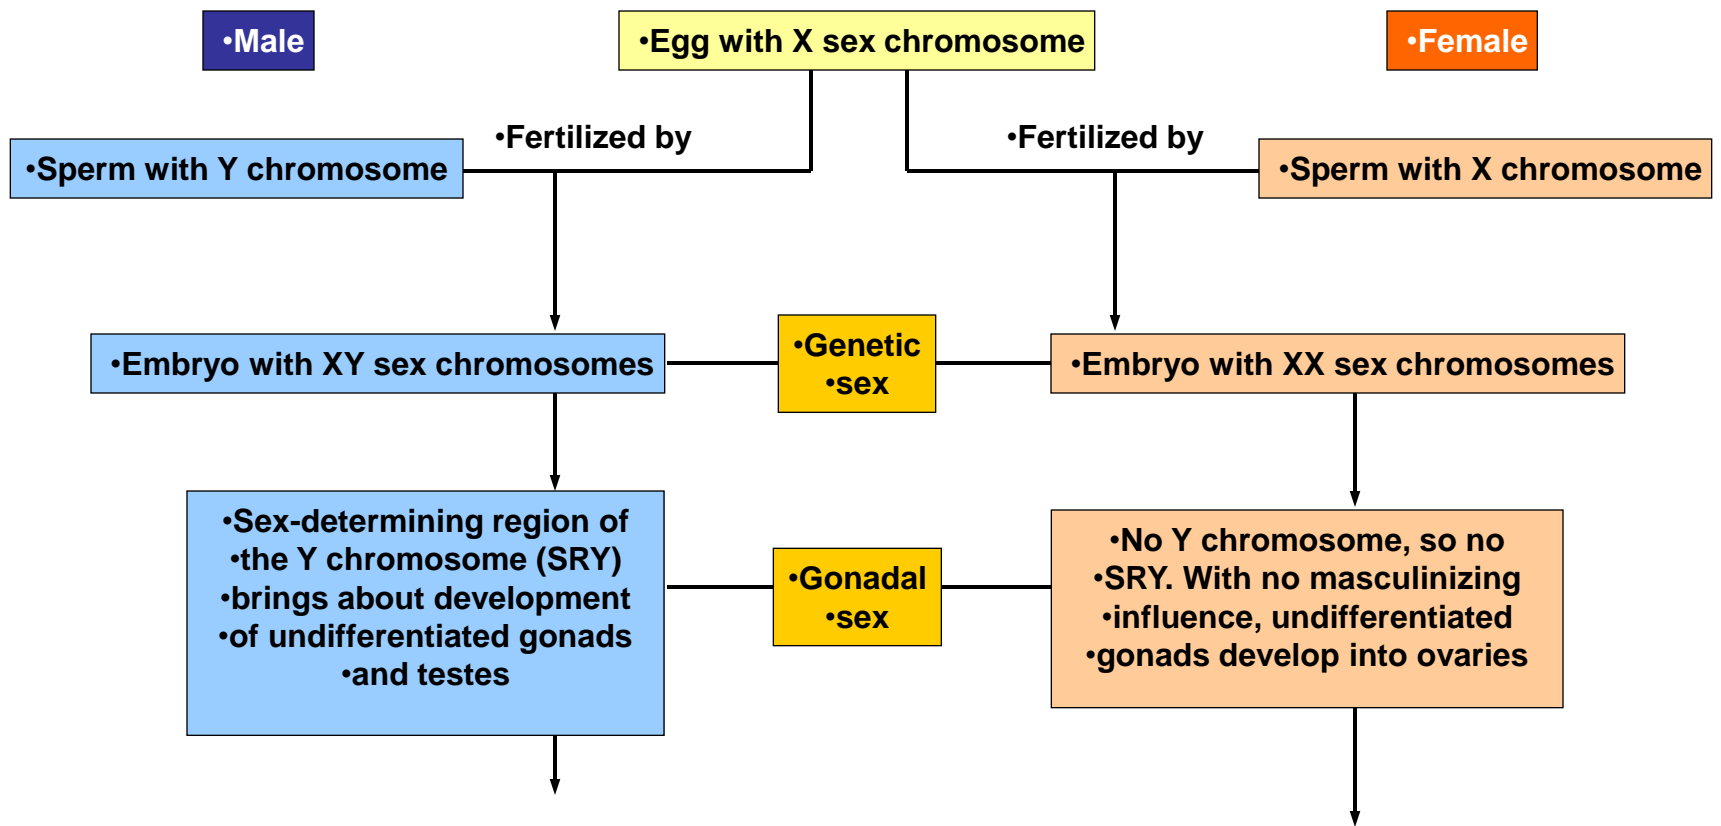 •Male
•Egg with X sex chromosome
•Female
•Fertilized by
•Fertilized by
•Sperm with Y chromosome
•Sperm with X chromosome
•Embryo with XY sex chromosomes
•Genetic
•sex
•Embryo with XX sex chromosomes
•Sex-determining region of
•the Y chromosome (SRY)
•brings about development
•of undifferentiated gonads
•and testes
•Gonadal
•sex
•No Y chromosome, so no
•SRY. With no masculinizing
•influence, undifferentiated
•gonads develop into ovaries